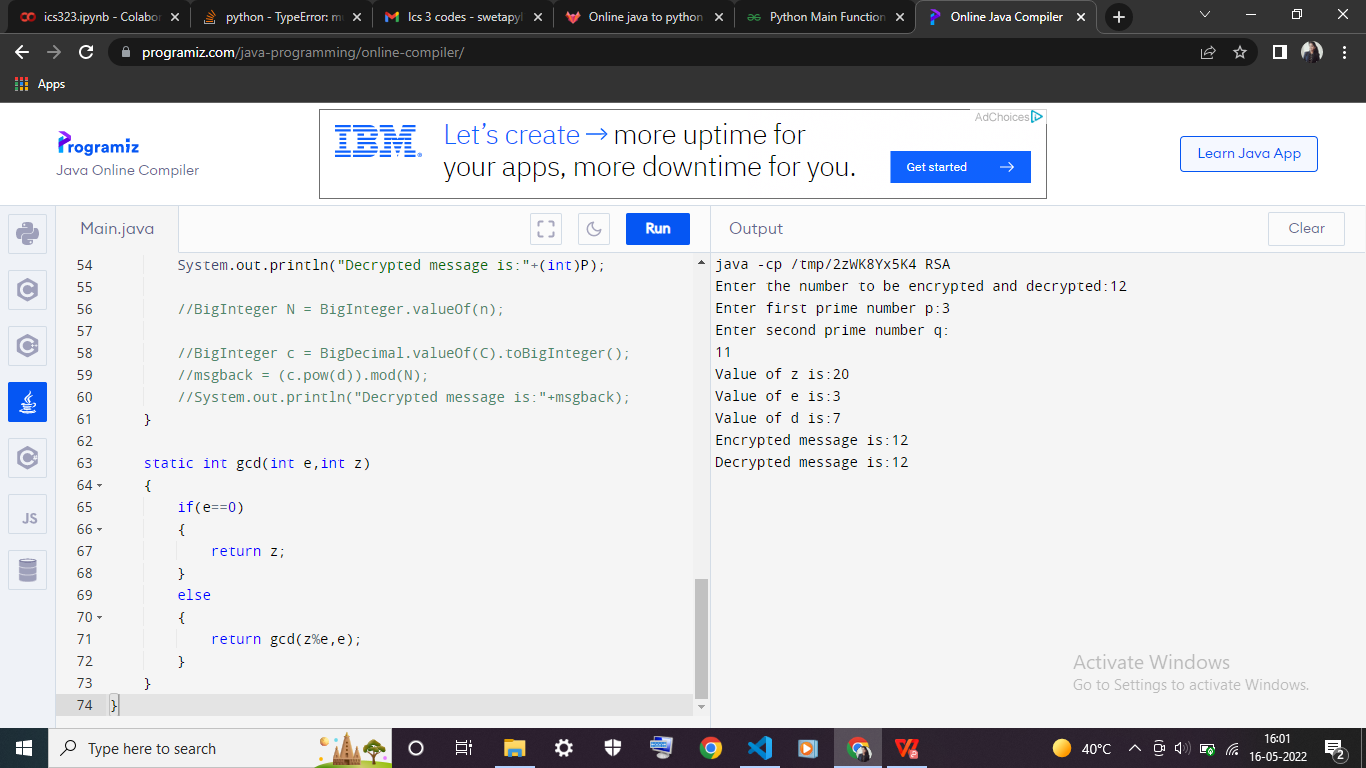 ics323.ipynb - Colabor
python - TypeError: m
Ics 3 codes - swetapyl
Online java to python
Python Main Function
Online Java Compiler
programiz.com/java-programming/online-compiler/
Apps
Programiz
Java Online Compiler
IBM
Let's create → more uptime for
your apps, more downtime for you.
AdChoices
Get started →
Learn Java App
Main.java
Run
Output
Clear
54 System.out.println("Decrypted message is:"+(int)P);
55
56 //BigInteger N = BigInteger.valueOf(n);
57
58 //BigInteger c = BigDecimal.valueOf(C).toBigInteger();
59 //msgback = (c.pow(d)).mod(N);
60 //System.out.println("Decrypted message is:"+msgback);
61 }
62
63 static int gcd(int e,int z)
64 {
65 if(e==0)
66 {
67 return z;
68 }
69 else
70 {
71 return gcd(z%e,e);
72 }
73 }
74 }
JS
java -cp /tmp/2zWK8Yx5K4 RSA
Enter the number to be encrypted and decrypted:12
Enter first prime number p:3
Enter second prime number q:
11
Value of z is:20
Value of e is:3
Value of d is:7
Encrypted message is:12
Decrypted message is:12
Activate Windows
Go to Settings to activate Windows.
Type here to search
40°C
16:01
16-05-2022
2